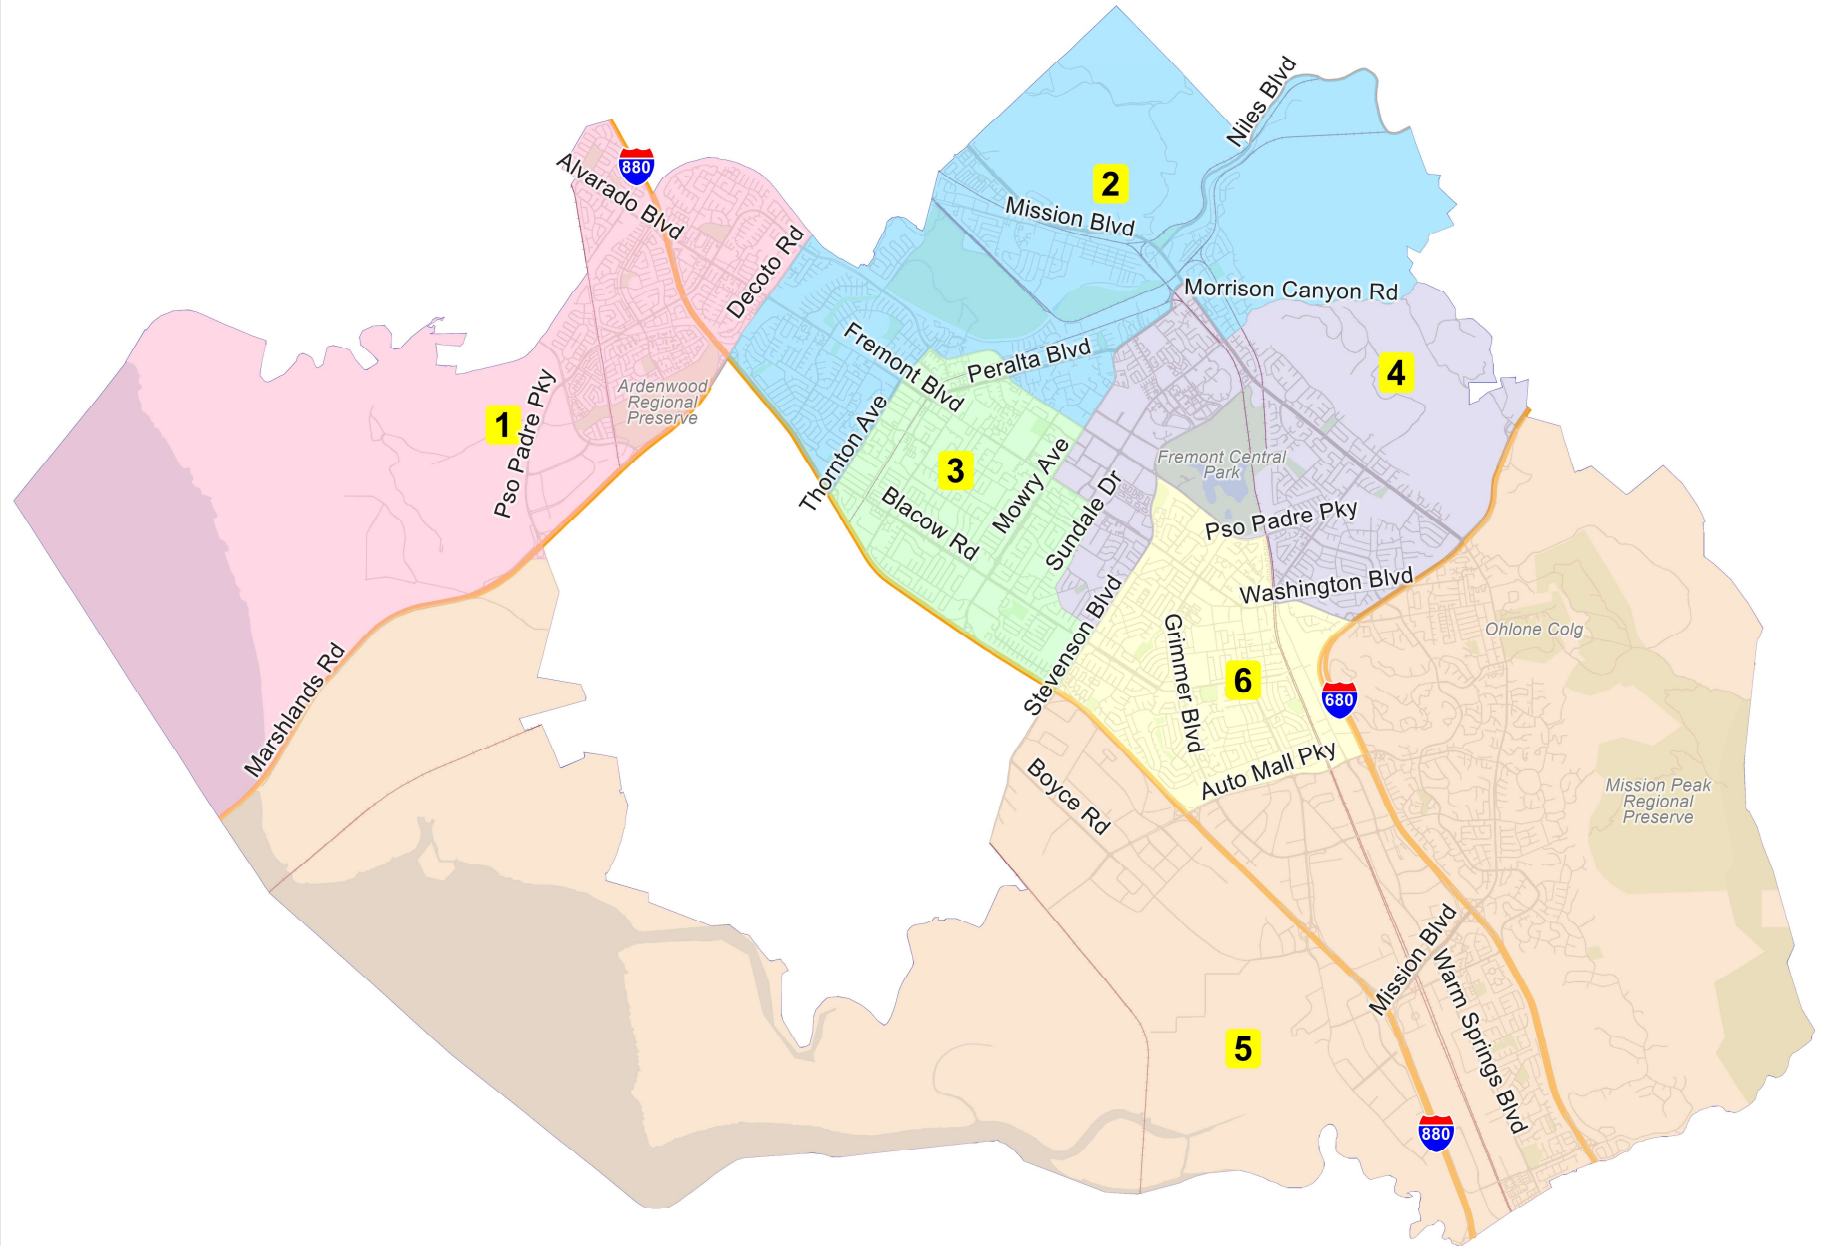 Niles Blvd
880
Alvarado Blvd
2
Mission Blvd
Decoto Rd
Morrison Canyon Rd
Fremont Blvd
Peralta Blvd
4
Ardenwood
Regional
Preserve
1
Pso Padre Pky
Thornton Ave
3
Mowry Ave
Fremont Central
Park
Blacow Rd
Sundale Dr
Pso Padre Pky
Washington Blvd
Stevenson Blvd
Ohlone Colg
Grimmer Blvd
6
680
Marshlands Rd
Auto Mall Pky
Boyce Rd
Mission Peak
Regional
Preserve
Mission Blvd
Warm Springs Blvd
5
880